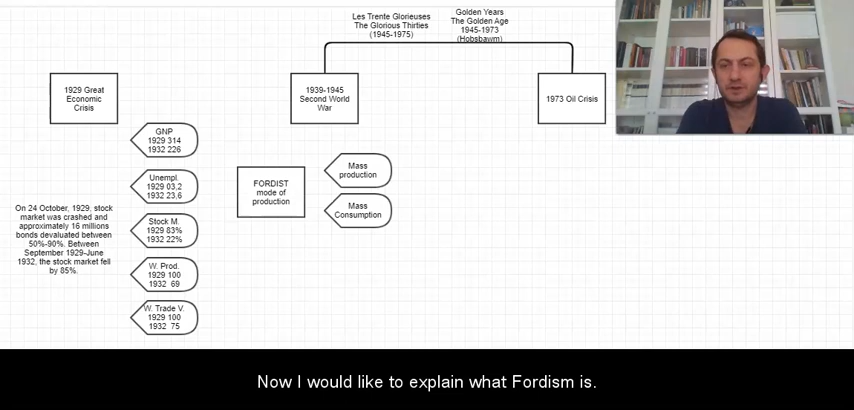 Les Trente Glorieuses
The Glorious Thirties
(1945-1975)
Golden Years
The Golden Age
1945-1973
(Hobsbawm)
1929 Great
Economic
Crisis
1939-1945
Second World
War
1973 Oil Crisis
GNP
1929 314
1932 226
Unempl.
1929 03,2
1932 23,6
Stock M.
1929 83%
1932 22%
W. Prod.
1929 100
1932 69
W. Trade V.
1929 100
1932 75
On 24 October, 1929, stock
market was crashed and
approximately 16 millions
bonds devaluated between
50%-90%. Between
September 1929-June
1932, the stock market fell
by 85%.
FORDIST
mode of
production
Mass
production
Mass
Consumption
Now I would like to explain what Fordism is.